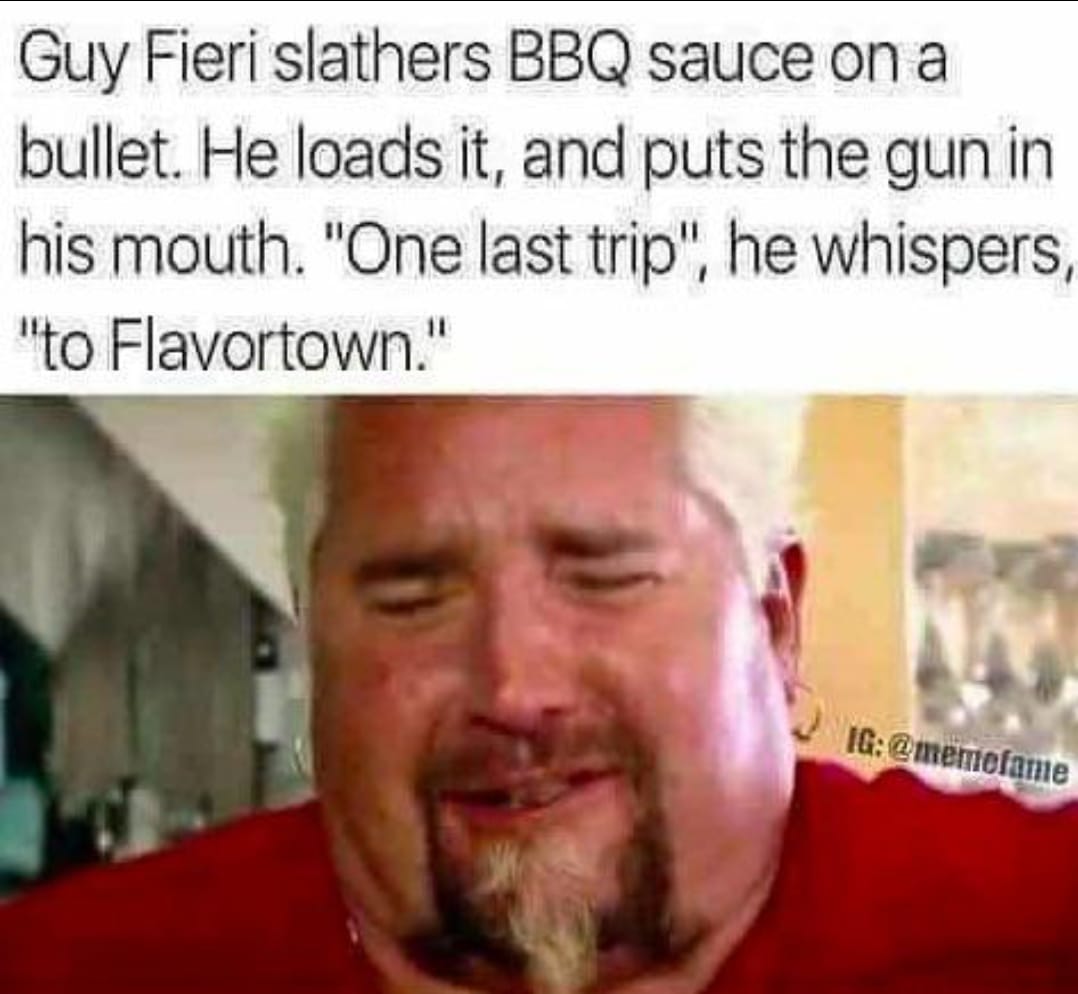 Guy Fieri slathers BBQ sauce on a
bullet. He loads it, and puts the gun in
his mouth. "One last trip", he whispers,
"to Flavortown."
IG: @memefame